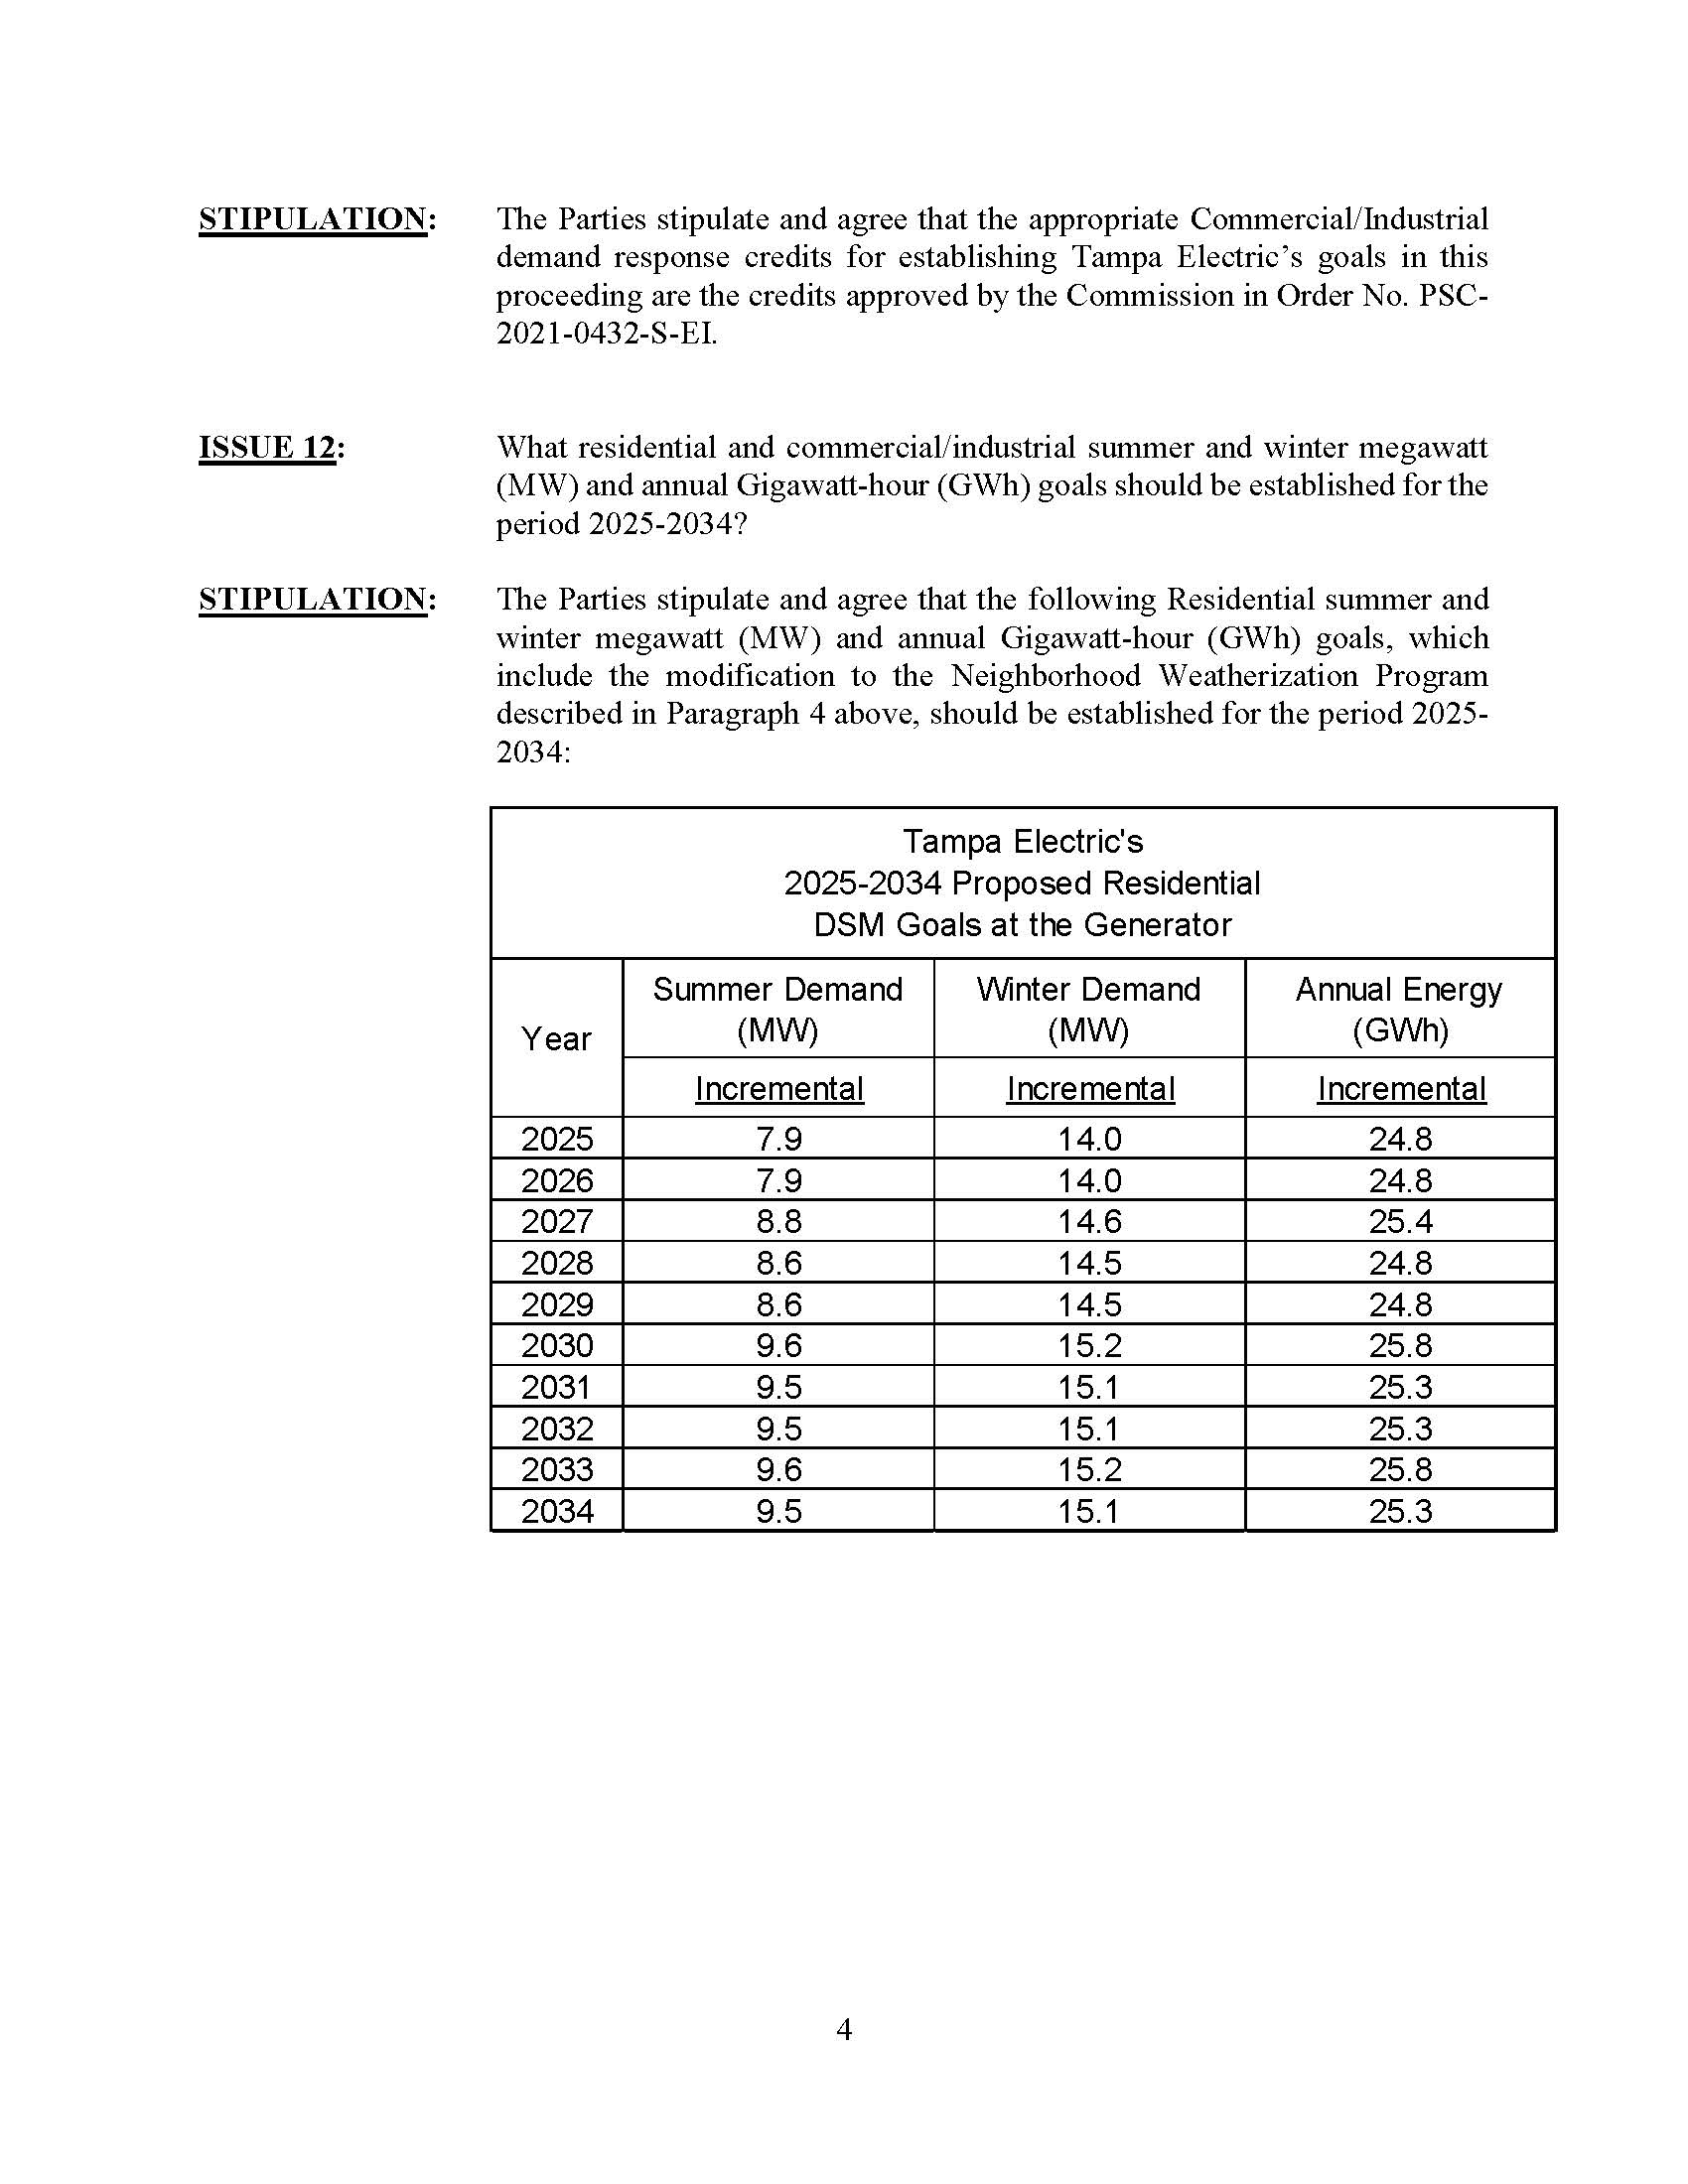 STIPULATION: The Parties stipulate and agree that the appropriate Commercial/Industrial
demand response credits for establishing Tampa Electric’s goals in this
proceeding are the credits approved by the Commission in Order No. PSC-
2021-0432-S-EI.
ISSUE 12: What residential and commercial/industrial summer and winter megawatt
(MW) and annual Gigawatt-hour (GWh) goals should be established for the
period 2025-2034?
STIPULATION: The Parties stipulate and agree that the following Residential summer and
winter megawatt (MW) and annual Gigawatt-hour (GWh) goals, which
include the modification to the Neighborhood Weatherization Program
described in Paragraph 4 above, should be established for the period 2025-
2034:
Tampa Electric's
2025-2034 Proposed Residential
DSM Goals at the Generator
Year Summer Demand (MW) Winter Demand (MW) Annual Energy (GWh)
Incremental Incremental Incremental
2025 7.9 14.0 24.8
2026 7.9 14.0 24.8
2027 8.8 14.6 25.4
2028 8.6 14.5 24.8
2029 8.6 14.5 24.8
2030 9.6 15.2 25.8
2031 9.5 15.1 25.3
2032 9.5 15.1 25.3
2033 9.6 15.2 25.8
2034 9.5 15.1 25.3
4